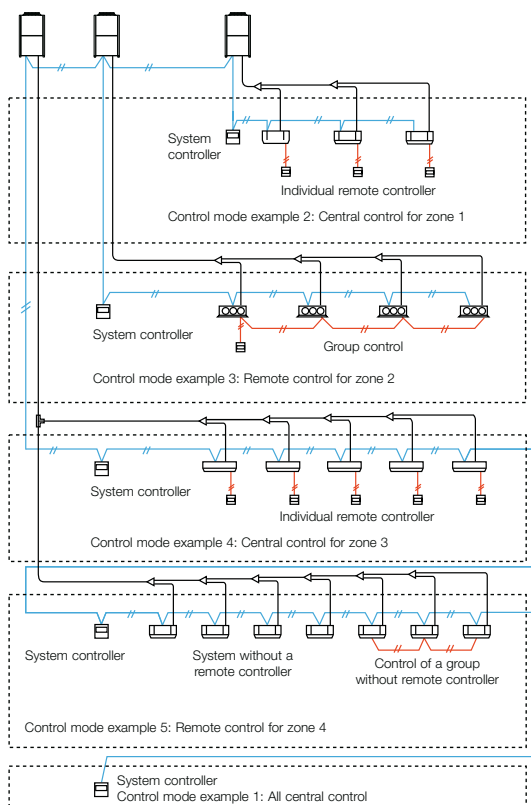 System
controller
Individual remote controller
Control mode example 2: Central control for zone 1
System controller
Group control
Control mode example 3: Remote control for zone 2
System controller
Individual remote controller
Control mode example 4: Central control for zone 3
System controller
System without a
remote controller
Control of a group
without remote controller
Control mode example 5: Remote control for zone 4
System controller
Control mode example 1: All central control